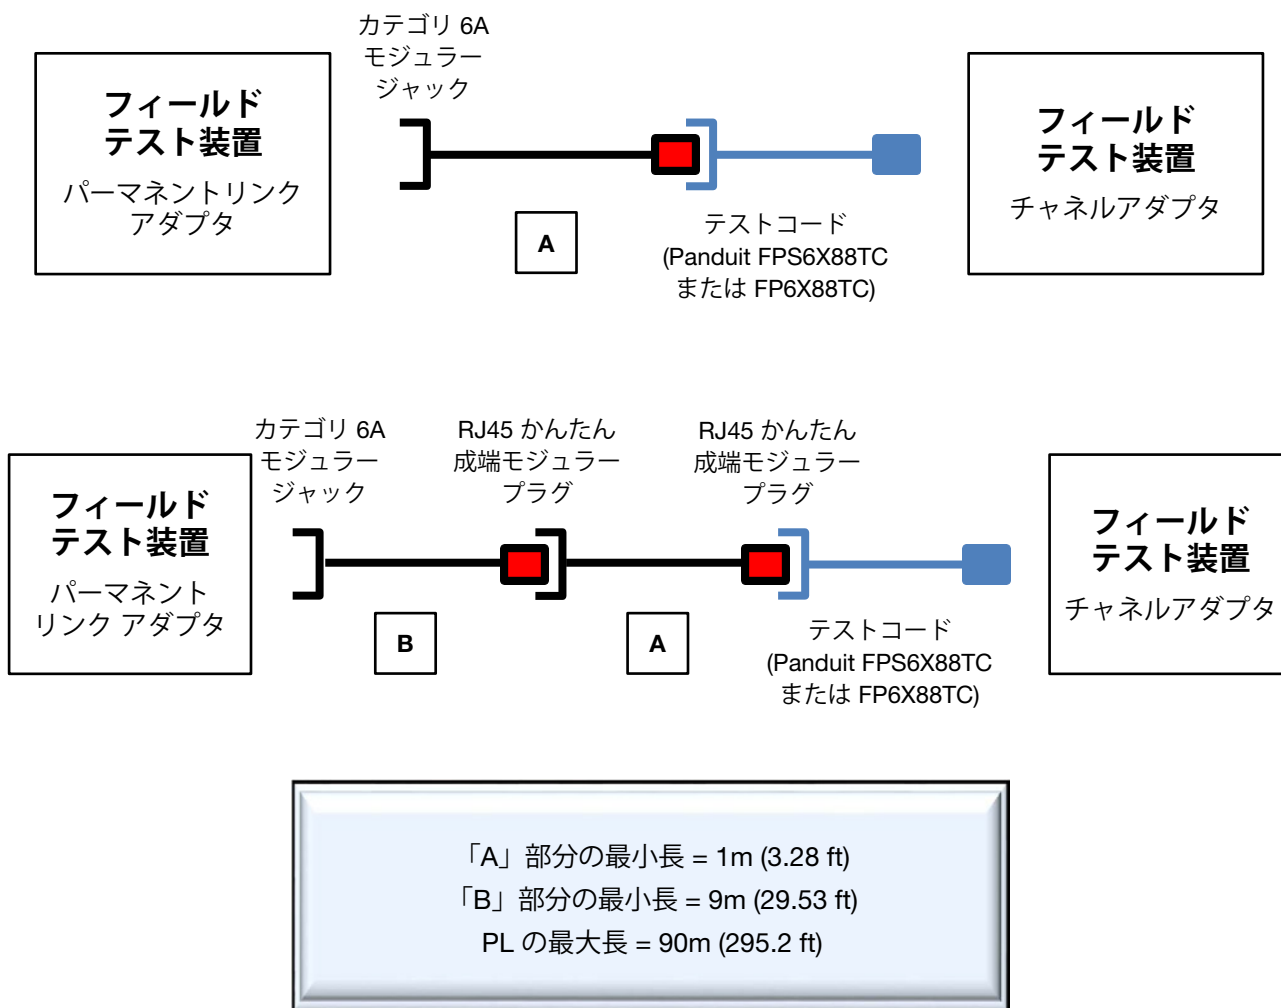 カテゴリ 6A
モジュラー
ジャック
フィールド
テスト装置
パーマネントリンク
アダプタ
A
テストコード
(Panduit FPS6X88TC
または FP6X88TC)
フィールド
テスト装置
チャネルアダプタ
カテゴリ 6A
モジュラー
ジャック
RJ45 かんたん
成端モジュラー
プラグ
RJ45 かんたん
成端モジュラー
プラグ
フィールド
テスト装置
パーマネント
リンク アダプタ
B
A
テストコード
(Panduit FPS6X88TC
または FP6X88TC)
フィールド
テスト装置
チャネルアダプタ
「A」部分の最小長 = 1m (3.28 ft)
「B」部分の最小長 = 9m (29.53 ft)
PL の最大長 = 90m (295.2 ft)